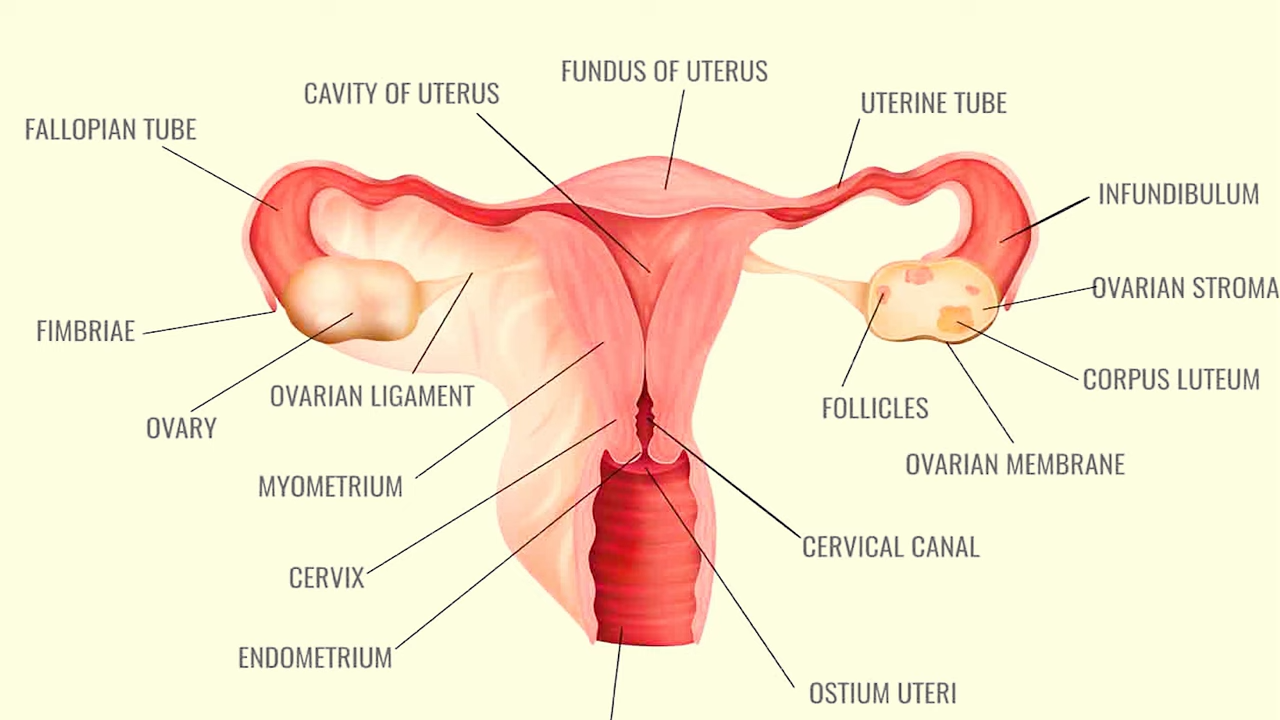 FUNDUS OF UTERUS
CAVITY OF UTERUS
UTERINE TUBE
FALLOPIAN TUBE
INFUNDIBULUM
OVARIAN STROMA
FIMBRIAE
CORPUS LUTEUM
OVARIAN LIGAMENT
FOLLICLES
OVARY
OVARIAN MEMBRANE
MYOMETRIUM
CERVICAL CANAL
CERVIX
ENDOMETRIUM
OSTIUM UTERI